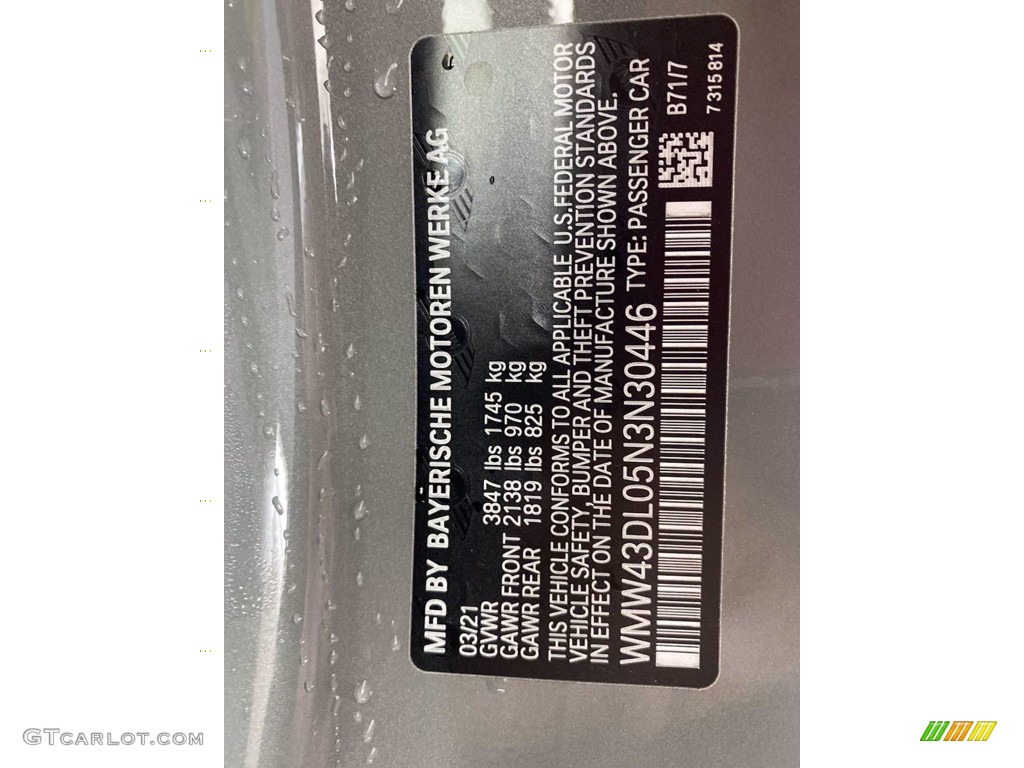 MFD BY BAYERISCHE MOTOREN WERKE AG
03/21
GVWR 3847 lbs 1745 kg
GAWR FRONT 2138 lbs 970 kg
GAWR REAR 1819 lbs 825 kg
THIS VEHICLE CONFORMS TO ALL APPLICABLE U.S.FEDERAL MOTOR
VEHICLE SAFETY, BUMPER AND THEFT PREVENTION STANDARDS
IN EFFECT ON THE DATE OF MANUFACTURE SHOWN ABOVE.
WMW43DL05N3N30446 TYPE: PASSENGER CAR
B71/7
7315814
GTCARLOT.COM